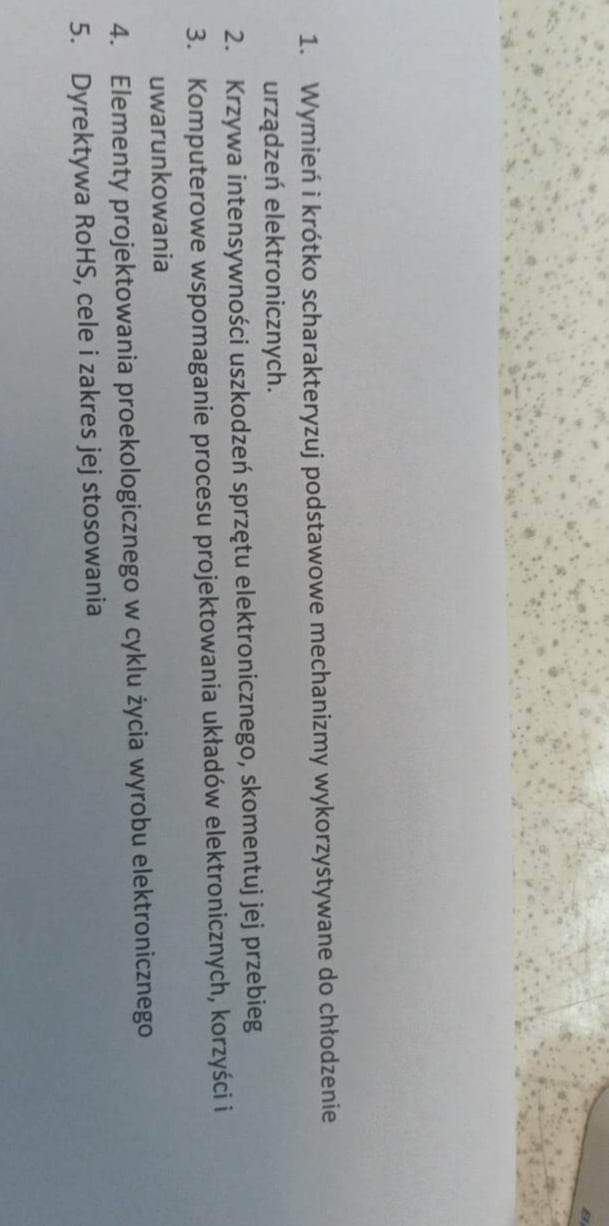 1. Wymień i krótko scharakteryzuj podstawowe mechanizmy wykorzystywane do chłodzenie
urządzeń elektronicznych.
2. Krzywa intensywności uszkodzeń sprzętu elektronicznego, skomentuj jej przebieg
3. Komputerowe wspomaganie procesu projektowania układów elektronicznych, korzyści i
uwarunkowania
4. Elementy projektowania proekologicznego w cyklu życia wyrobu elektronicznego
5. Dyrektywa RoHS, cele i zakres jej stosowania